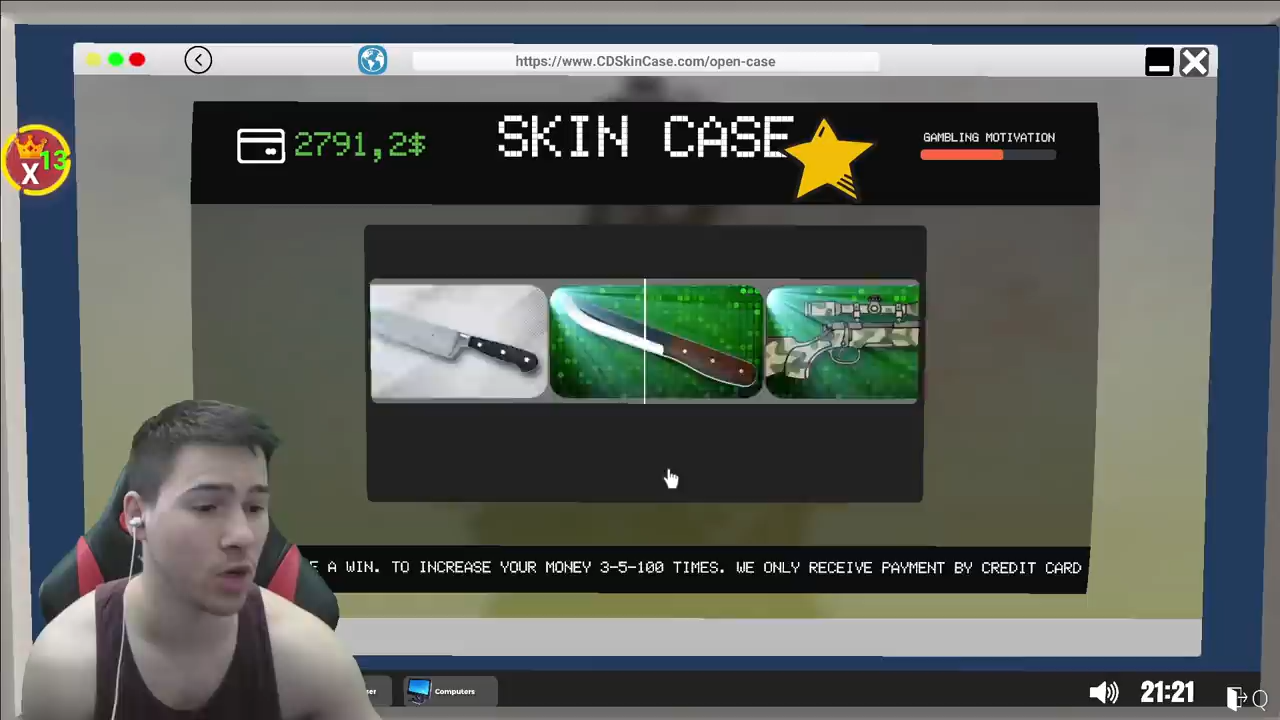 https://www.CDSkinCase.com/open-case
2791,2$
SKIN CASE
GAMBLING MOTIVATION
X 13
E A WIN. TO INCREASE YOUR MONEY 3-5-100 TIMES. WE ONLY RECEIVE PAYMENT BY CREDIT CARD
Computers
21:21
Q